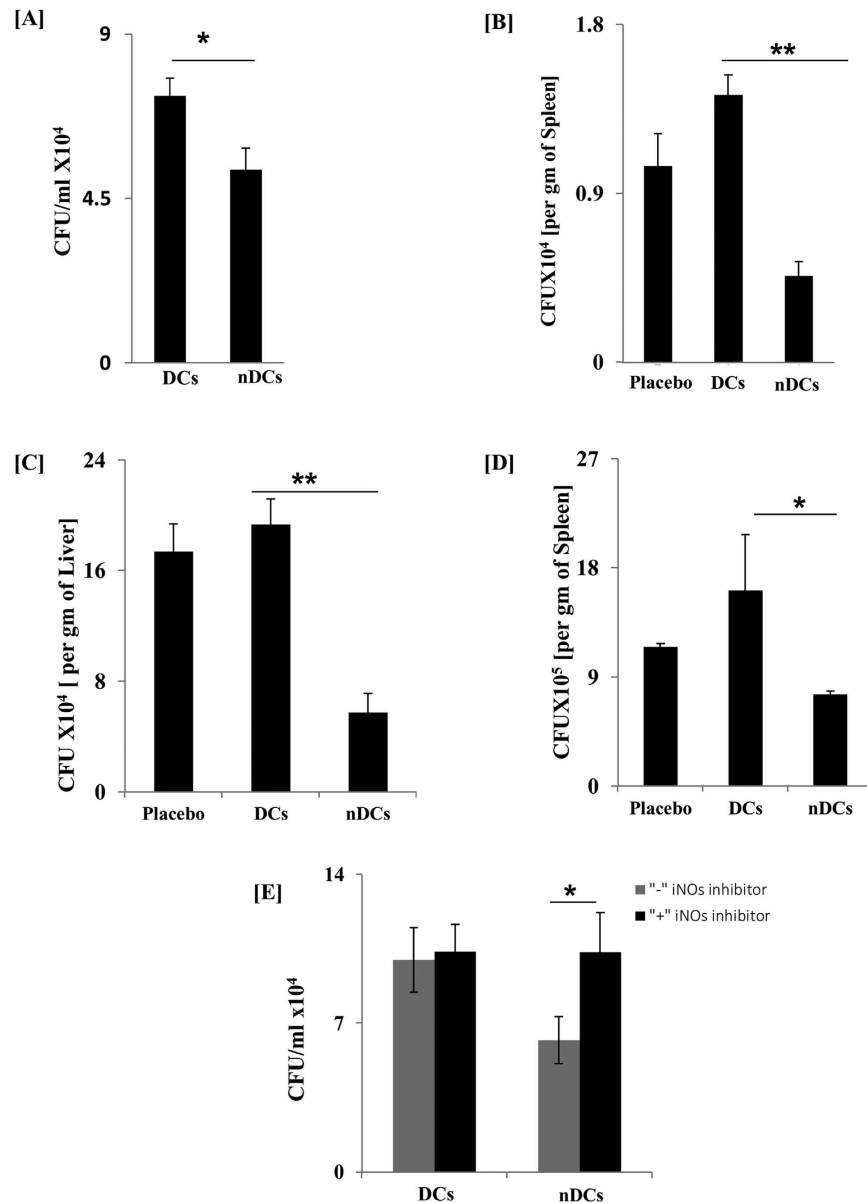 [A]
9
4.5
0
CFU/ml X10⁴
*
DCs
nDCs
[B]
1.8
0.9
0
CFUX10⁴ [per gm of Spleen]
**
Placebo
DCs
nDCs
[C]
24
16
8
0
CFU X10⁴ [ per gm of Liver]
**
Placebo
DCs
nDCs
[D]
27
18
9
0
CFUX10⁵ [per gm of Spleen]
*
Placebo
DCs
nDCs
[E]
14
7
0
CFU/ml x10⁴
*
"-" iNOs inhibitor
"+" iNOs inhibitor
DCs
nDCs